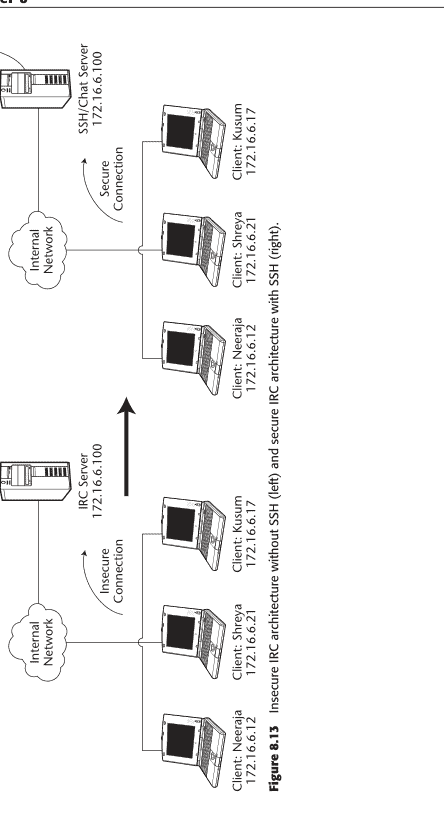 Internal
Network
IRC Server
172.16.6.100
Insecure
Connection
Client: Neeraja
172.16.6.12
Client: Shreya
172.16.6.21
Client: Kusum
172.16.6.17
Internal
Network
SSH/Chat Server
172.16.6.100
Secure
Connection
Client: Neeraja
172.16.6.12
Client: Shreya
172.16.6.21
Client: Kusum
172.16.6.17
Figure 8.13 Insecure IRC architecture without SSH (left) and secure IRC architecture with SSH (right).